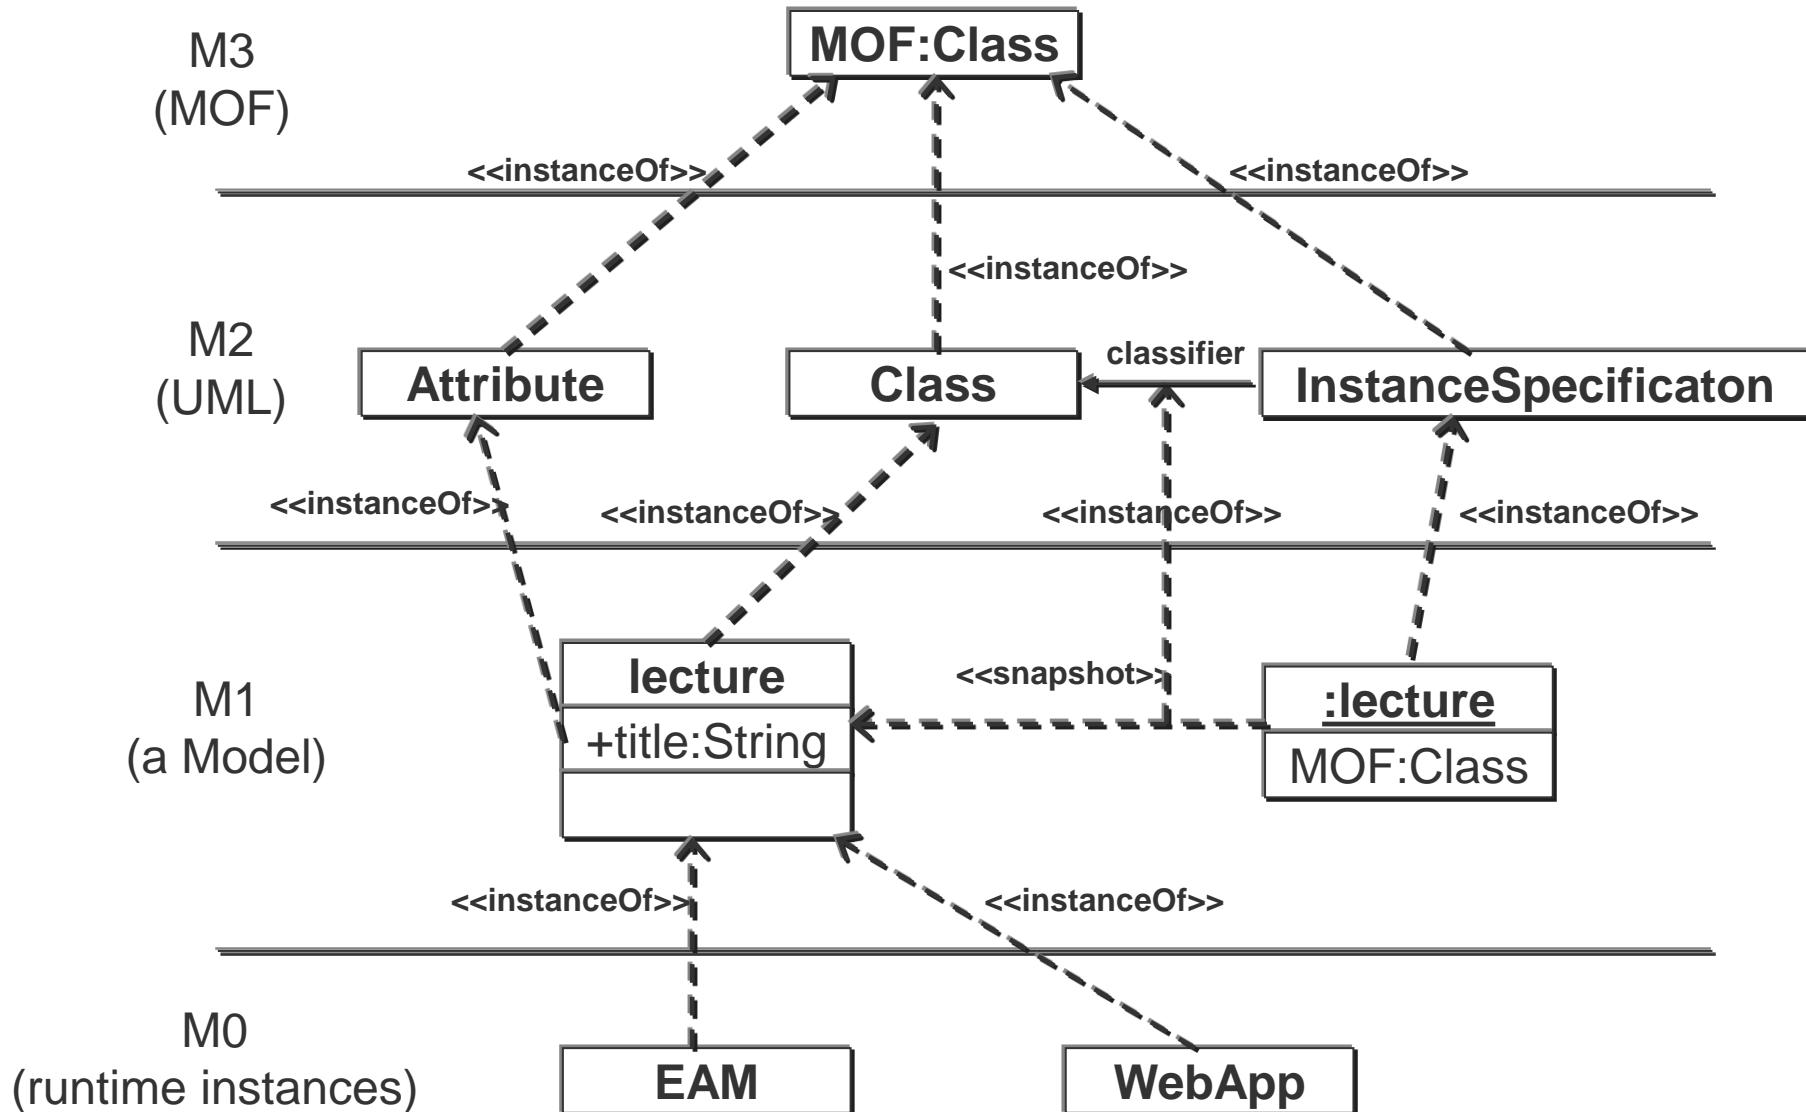 M3
(MOF)
MOF:Class
<<instanceOf>>
<<instanceOf>>
<<instanceOf>>
M2
(UML)
Attribute
Class
classifier
InstanceSpecificaton
<<instanceOf>>
<<instanceOf>>
<<instanceOf>>
<<instanceOf>>
M1
(a Model)
lecture
+title:String
<<snapshot>>
:lecture
MOF:Class
<<instanceOf>>
<<instanceOf>>
M0
(runtime instances)
EAM
WebApp